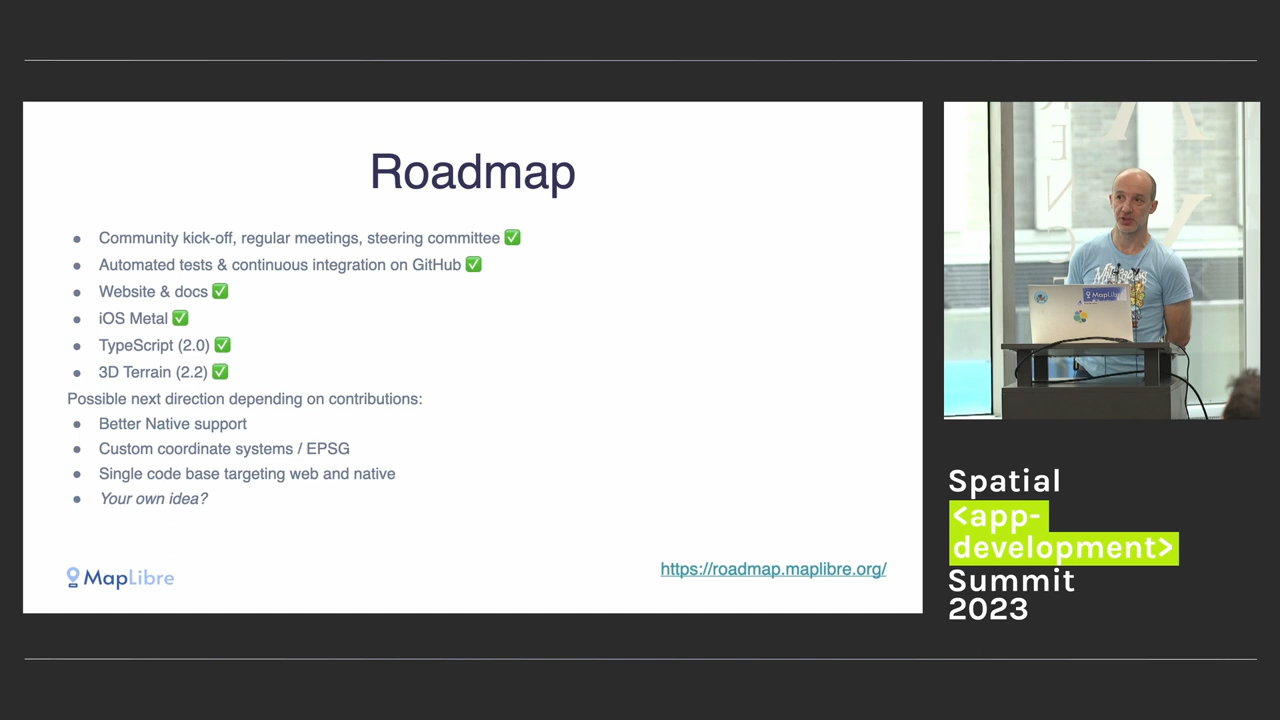 Roadmap
Community kick-off, regular meetings, steering committee ✅
Automated tests & continuous integration on GitHub ✅
Website & docs ✅
iOS Metal ✅
TypeScript (2.0) ✅
3D Terrain (2.2) ✅
Possible next direction depending on contributions:
Better Native support
Custom coordinate systems / EPSG
Single code base targeting web and native
Your own idea?
MapLibre
https://roadmap.maplibre.org/
MapLibre
Spatial
<app-
development>
Summit
2023